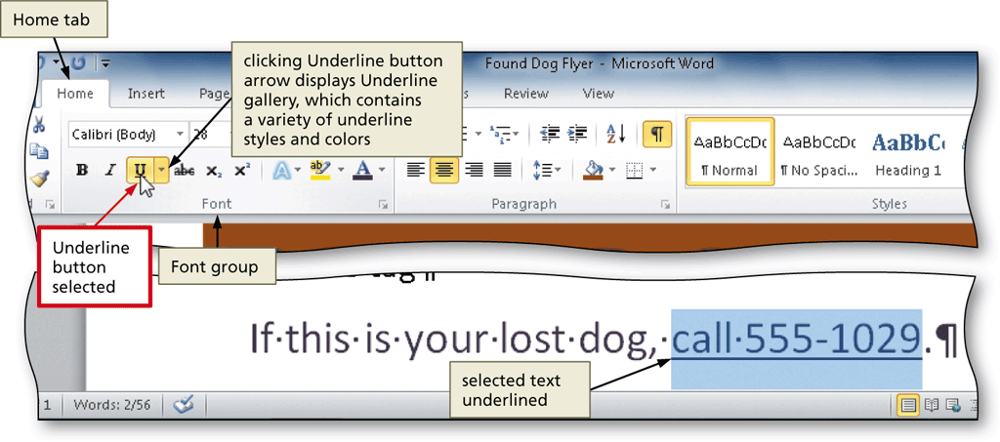 Home tab
clicking Underline button
arrow displays Underline
gallery, which contains
a variety of underline
styles and colors
Found Dog Flyer - Microsoft Word
Home Insert Page Review View
Calibri (Body) 28
A Z ¶
B I U abc x₂ x² A ab A
AaBbCcDc AaBbCcDc AaBbC
¶ Normal ¶ No Spaci... Heading 1
Font Paragraph Styles
Underline
button
selected
Font group
If·this·is·your·lost·dog,·call·555-1029.¶
selected text
underlined
1 Words: 2/56